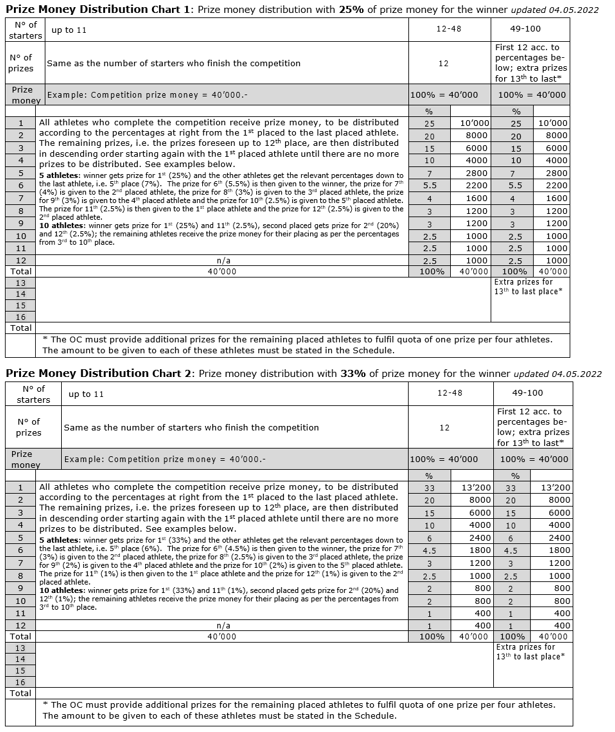 Prize Money Distribution Chart 1: Prize money distribution with 25% of prize money for the winner updated 04.05.2022
N° of starters up to 11 12-48 49-100
N° of prizes Same as the number of starters who finish the competition 12 First 12 acc. to percentages below; extra prizes for 13th to last*
Prize money Example: Competition prize money = 40'000.- 100% = 40'000 100% = 40'000
% %
All athletes who complete the competition receive prize money, to be distributed
according to the percentages at right from the 1st placed to the last placed athlete.
The remaining prizes, i.e. the prizes foreseen up to 12th place, are then distributed
in descending order starting again with the 1st placed athlete until there are no more
prizes to be distributed. See examples below.
5 athletes: winner gets prize for 1st (25%) and the other athletes get the relevant percentages down to
the last athlete, i.e. 5th place (7%). The prize for 6th (5.5%) is then given to the winner, the prize for 7th
(4%) is given to the 2nd placed athlete, the prize for 8th (3%) is given to the 3rd placed athlete, the prize
for 9th (3%) is given to the 4th placed athlete and the prize for 10th (2.5%) is given to the 5th placed athlete.
The prize for 11th (2.5%) is then given to the 1st place athlete and the prize for 12th (2.5%) is given to the
2nd placed athlete.
10 athletes: winner gets prize for 1st (25%) and 11th (2.5%), second placed gets prize for 2nd (20%)
and 12th (2.5%); the remaining athletes receive the prize money for their placing as per the percentages
from 3rd to 10th place.
1 25 10'000 25 10'000
2 20 8000 20 8000
3 15 6000 15 6000
4 10 4000 10 4000
5 7 2800 7 2800
6 5.5 2200 5.5 2200
7 4 1600 4 1600
8 3 1200 3 1200
9 3 1200 3 1200
10 2.5 1000 2.5 1000
11 2.5 1000 2.5 1000
12 n/a 2.5 1000 2.5 1000
Total 40'000 100% 40'000 100% 40'000
13 Extra prizes for
14 13th to last place*
15
16
Total
* The OC must provide additional prizes for the remaining placed athletes to fulfil quota of one prize per four athletes.
The amount to be given to each of these athletes must be stated in the Schedule.
Prize Money Distribution Chart 2: Prize money distribution with 33% of prize money for the winner updated 04.05.2022
N° of starters up to 11 12-48 49-100
N° of prizes Same as the number of starters who finish the competition 12 First 12 acc. to percentages be-low; extra prizes for 13th to last*
Prize money Example: Competition prize money = 40'000.- 100% = 40'000 100% = 40'000
% %
All athletes who complete the competition receive prize money, to be distributed
according to the percentages at right from the 1st placed to the last placed athlete.
The remaining prizes, i.e. the prizes foreseen up to 12th place, are then distributed
in descending order starting again with the 1st placed athlete until there are no more
prizes to be distributed. See examples below.
5 athletes: winner gets prize for 1st (33%) and the other athletes get the relevant percentages down to
the last athlete, i.e. 5th place (6%). The prize for 6th (4.5%) is then given to the winner, the prize for 7th
(3%) is given to the 2nd placed athlete, the prize for 8th (2.5%) is given to the 3rd placed athlete, the prize
for 9th (2%) is given to the 4th placed athlete and the prize for 10th (2%) is given to the 5th placed athlete.
The prize for 11th (1%) is then given to the 1st place athlete and the prize for 12th (1%) is given to the 2nd
placed athlete.
10 athletes: winner gets prize for 1st (33%) and 11th (1%), second placed gets prize for 2nd (20%) and
12th (1%); the remaining athletes receive the prize money for their placing as per the percentages from
3rd to 10th place.
1 33 13'200 33 13'200
2 20 8000 20 8000
3 15 6000 15 6000
4 10 4000 10 4000
5 6 2400 6 2400
6 4.5 1800 4.5 1800
7 3 1200 3 1200
8 2.5 1000 2.5 1000
9 2 800 2 800
10 2 800 2 800
11 1 400 1 400
12 n/a 1 400 1 400
Total 40'000 100% 40'000 100% 40'000
13 Extra prizes for
14 13th to last place*
15
16
Total
* The OC must provide additional prizes for the remaining placed athletes to fulfil quota of one prize per four athletes.
The amount to be given to each of these athletes must be stated in the Schedule.